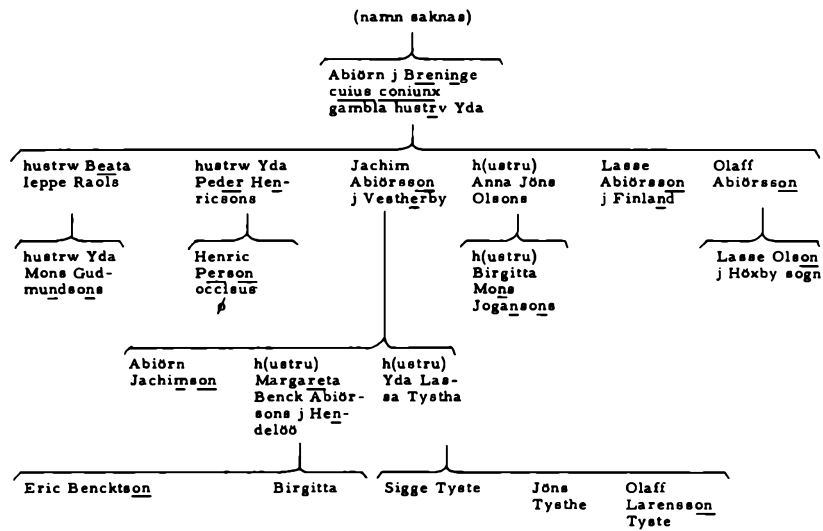 (namn saknas)
Abiörn j Breninge
cuius coniunx
gambla hustrv Yda
hustrw Beata
Ieppe Raols
hustrw Yda
Peder Hen-
ricsons
Jachim
Abiörsson
j Vestherby
h(ustru)
Anna Jöns
Olsons
Lasse
Abiörsson
j Finland
Olaff
Abiörsson
hustrw Yda
Mons Gud-
mundsons
Henric
Person
occisus
ø
h(ustru)
Birgitta
Mons
Jogansons
Lasse Olson
j Höxby sogn
Abiörn
Jachimson
h(ustru)
Margareta
Benck Abiör-
sons j Hen-
delöö
h(ustru)
Yda Las-
sa Tystha
Eric Bencktson
Birgitta
Sigge Tyste
Jöns
Tysthe
Olaff
Larensson
Tyste